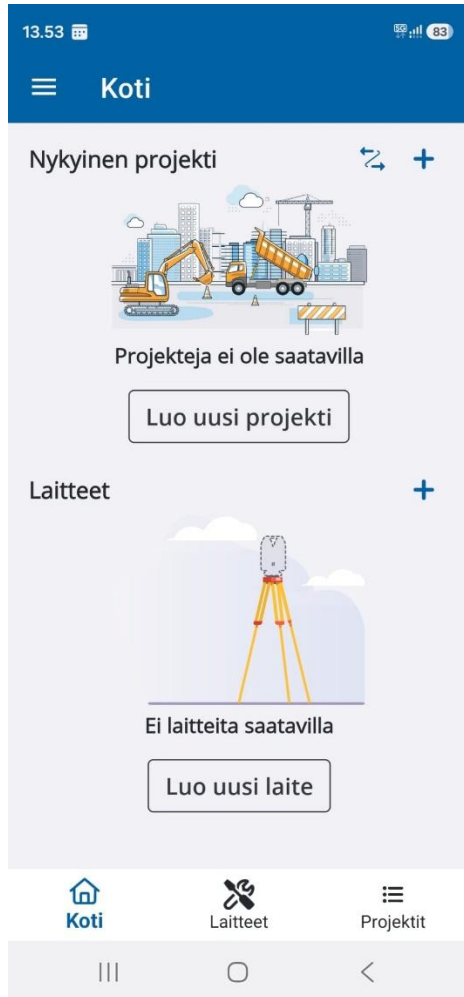 13.53
5G 83
Koti
Nykyinen projekti
Projekteja ei ole saatavilla
Luo uusi projekti
Laitteet
Ei laitteita saatavilla
Luo uusi laite
Koti Laitteet Projektit